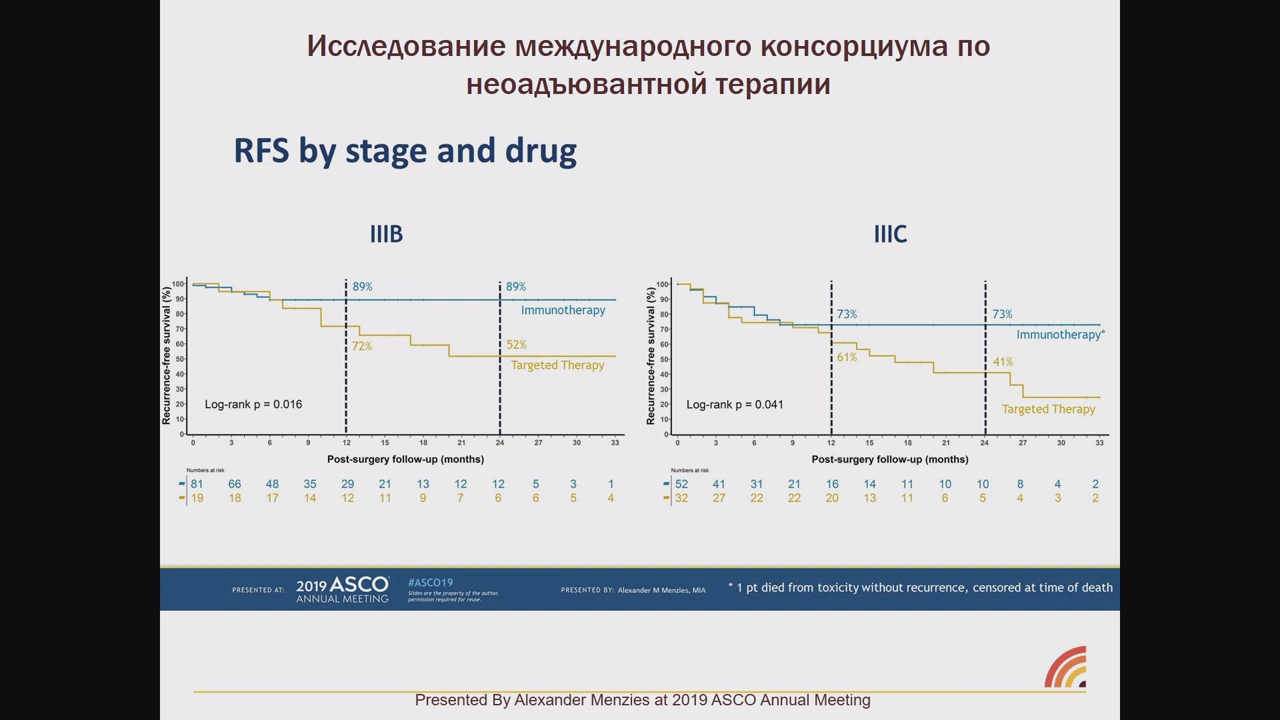 Исследование международного консорциума по
неоадъювантной терапии
RFS by stage and drug
IIIB
Recurrence-free survival (%)
100
90
80
70
60
50
40
30
20
10
0
89%
89%
Immunotherapy
72%
52%
Targeted Therapy
Log-rank p = 0.016
0 3 6 9 12 15 18 21 24 27 30 33
Post-surgery follow-up (months)
Numbers at risk
81 66 48 35 29 21 13 12 12 5 3 1
19 18 17 14 12 11 9 7 6 6 5 4
IIIC
Recurrence-free survival (%)
100
90
80
70
60
50
40
30
20
10
0
73%
73%
Immunotherapy*
61%
41%
Targeted Therapy
Log-rank p = 0.041
0 3 6 9 12 15 18 21 24 27 30 33
Post-surgery follow-up (months)
Numbers at risk
52 41 31 21 16 14 11 10 10 8 4 2
32 27 22 22 20 13 11 6 5 4 3 2
PRESENTED AT:
2019 ASCO
ANNUAL MEETING
#ASCO19
Slides are the property of the author,
permission required for reuse.
PRESENTED BY: Alexander M Menzies, MIA
* 1 pt died from toxicity without recurrence, censored at time of death
Presented By Alexander Menzies at 2019 ASCO Annual Meeting